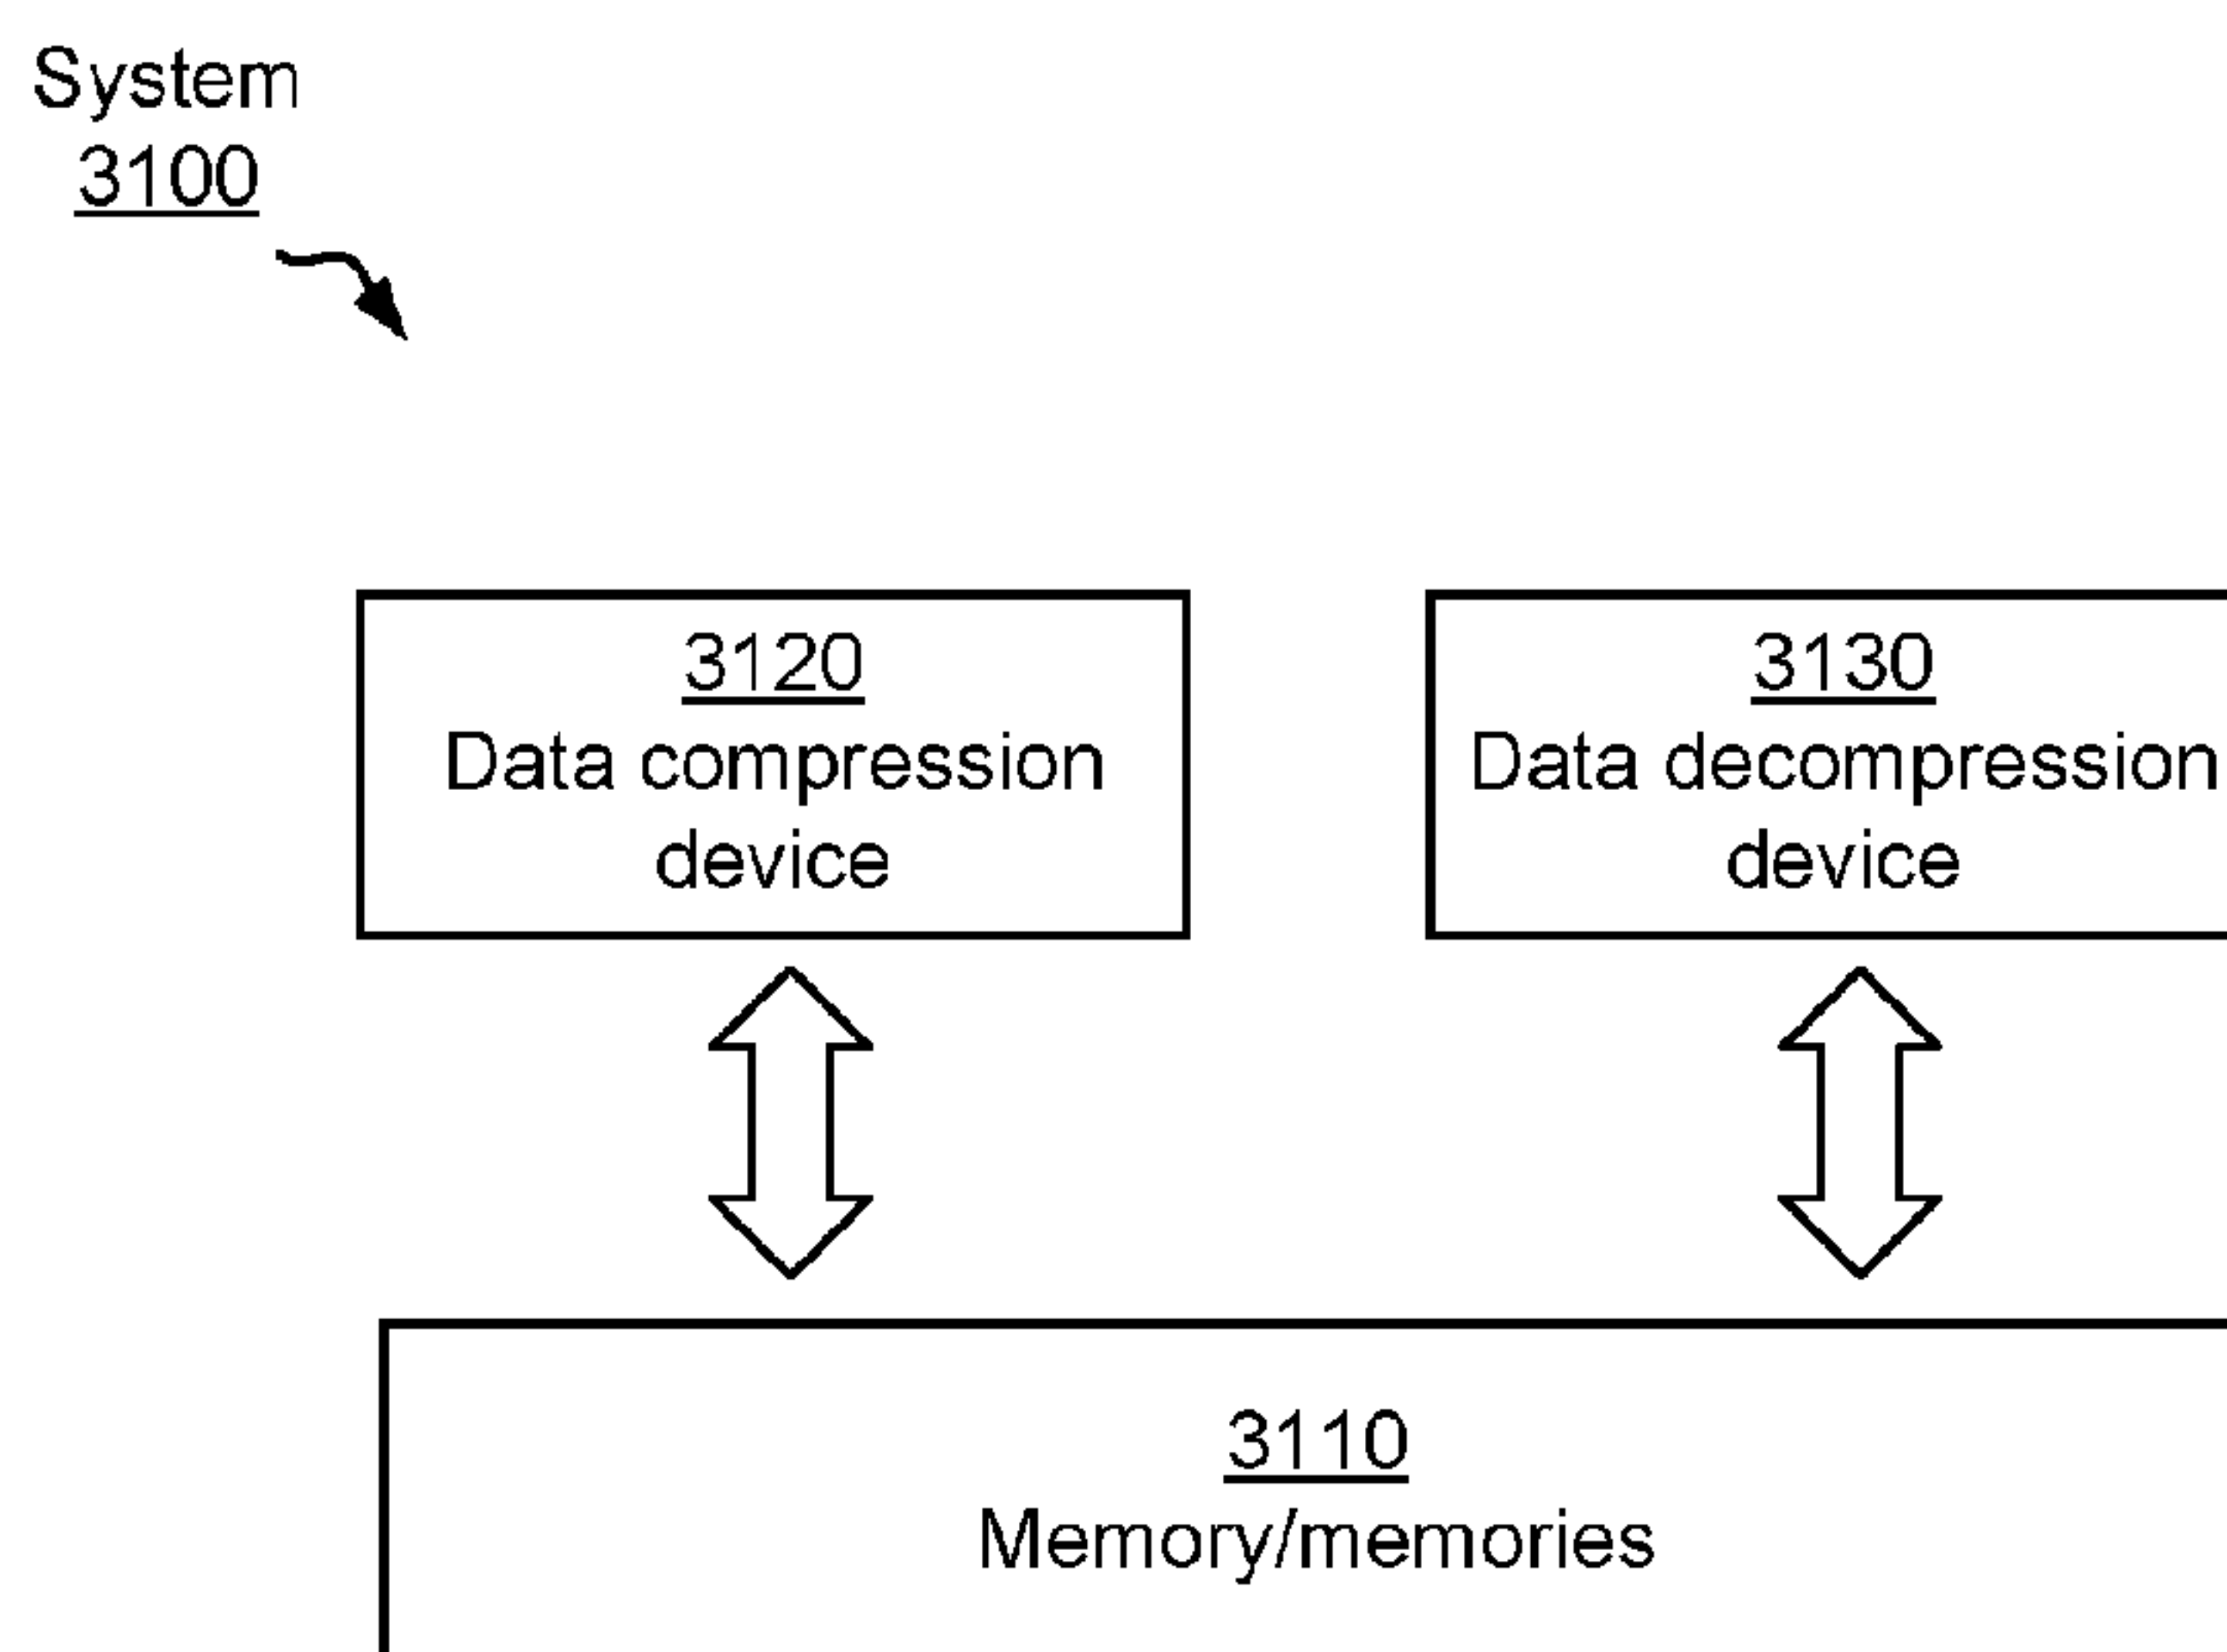 System
3100
3120
Data compression
device
3130
Data decompression
device
3110
Memory/memories